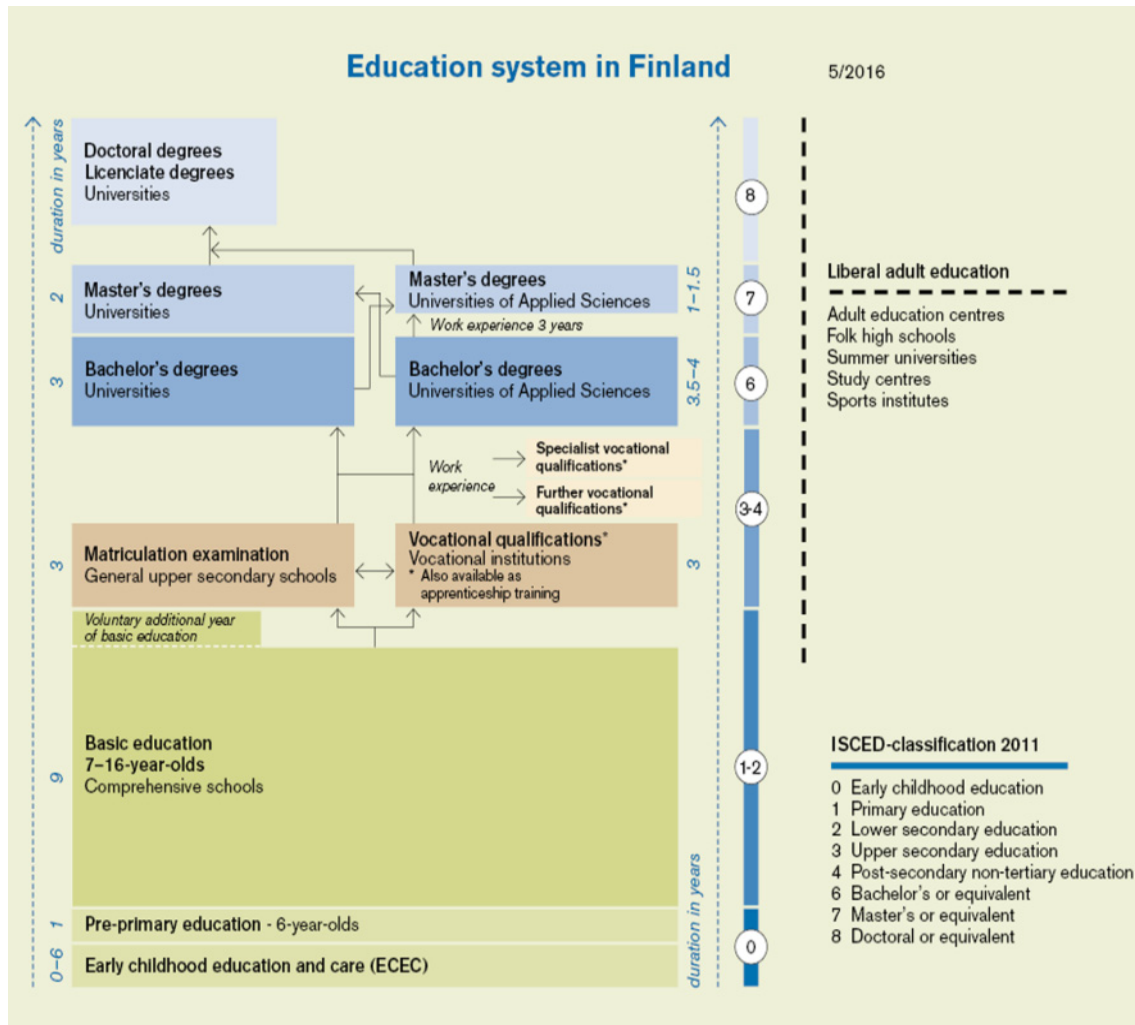 Education system in Finland
5/2016
duration in years
Doctoral degrees
Licenciate degrees
Universities
8
2
Master's degrees
Universities
Master's degrees
Universities of Applied Sciences
1–1.5
7
Work experience 3 years
3
Bachelor's degrees
Universities
Bachelor's degrees
Universities of Applied Sciences
3.5–4
6
Work
experience
Specialist vocational
qualifications*
Further vocational
qualifications*
3-4
3
Matriculation examination
General upper secondary schools
Vocational qualifications*
Vocational institutions
* Also available as
apprenticeship training
3
Voluntary additional year
of basic education
9
Basic education
7–16-year-olds
Comprehensive schools
1-2
1
Pre-primary education - 6-year-olds
0–6
Early childhood education and care (ECEC)
duration in years
0
Liberal adult education
Adult education centres
Folk high schools
Summer universities
Study centres
Sports institutes
ISCED-classification 2011
0 Early childhood education
1 Primary education
2 Lower secondary education
3 Upper secondary education
4 Post-secondary non-tertiary education
6 Bachelor's or equivalent
7 Master's or equivalent
8 Doctoral or equivalent